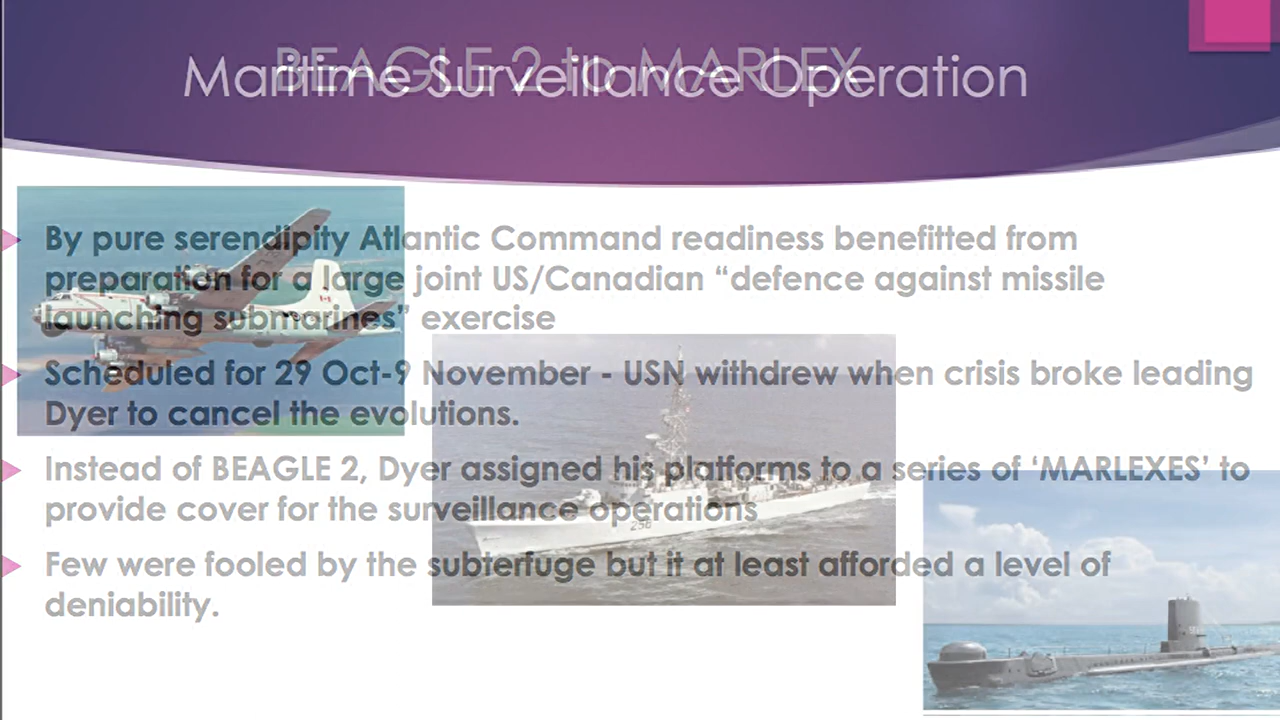 BEAGLE 2 to MARLEX
Maritime Surveillance Operation
By pure serendipity Atlantic Command readiness benefitted from
preparation for a large joint US/Canadian “defence against missile
launching submarines” exercise
Scheduled for 29 Oct-9 November - USN withdrew when crisis broke leading
Dyer to cancel the evolutions.
Instead of BEAGLE 2, Dyer assigned his platforms to a series of ‘MARLEXES’ to
provide cover for the surveillance operations
256
Few were fooled by the subterfuge but it at least afforded a level of
deniability.